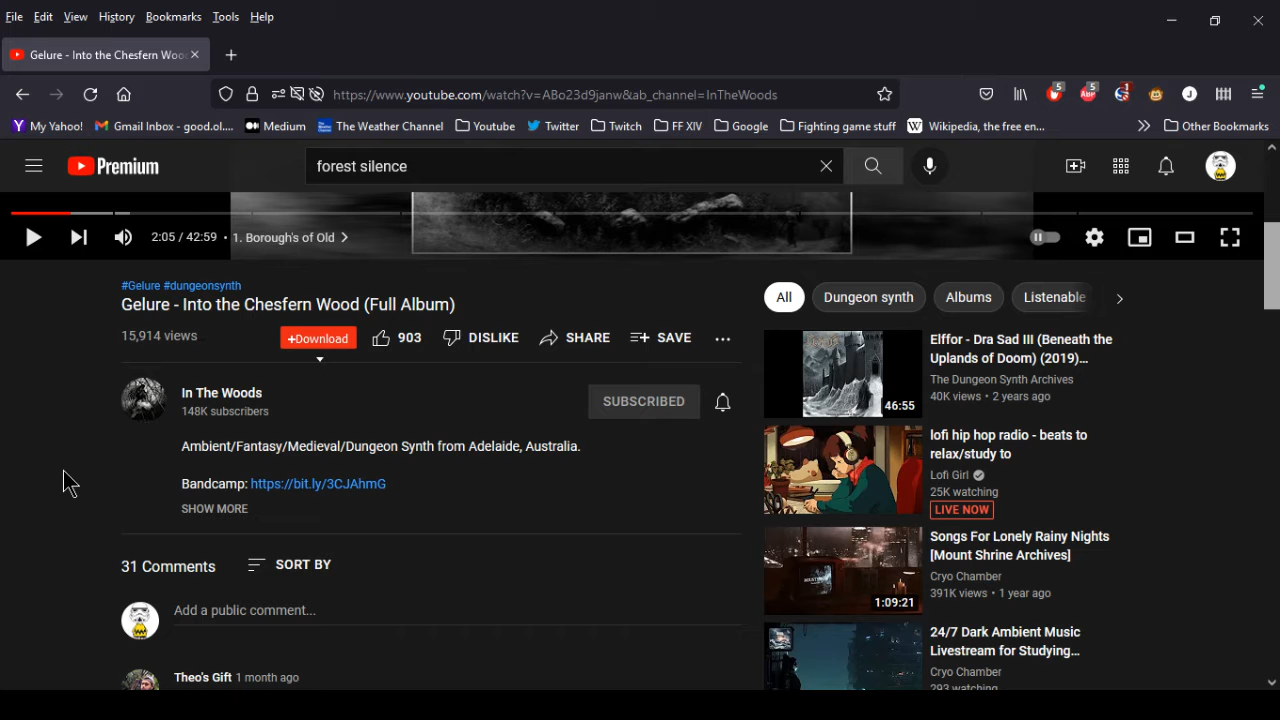 File Edit View History Bookmarks Tools Help
Gelure - Into the Chesfern Woo
https://www.youtube.com/watch?v=ABo23d9janw&ab_channel=InTheWoods
5 5 1
My Yahoo! Gmail Inbox - good.ol.... Medium The Weather Channel Youtube Twitter Twitch FF XIV Google Fighting game stuff Wikipedia, the free en... Other Bookmarks
Premium
forest silence
2:05 / 42:59 • 1. Borough's of Old
#Gelure #dungeonsynth
Gelure - Into the Chesfern Wood (Full Album)
15,914 views
+Download 903 DISLIKE SHARE SAVE
In The Woods
148K subscribers
SUBSCRIBED
Ambient/Fantasy/Medieval/Dungeon Synth from Adelaide, Australia.
Bandcamp: https://bit.ly/3CJAhmG
SHOW MORE
31 Comments SORT BY
Add a public comment...
Theo's Gift 1 month ago
All Dungeon synth Albums Listenable
46:55
Elffor - Dra Sad III (Beneath the
Uplands of Doom) (2019)...
The Dungeon Synth Archives
40K views • 2 years ago
lofi hip hop radio - beats to
relax/study to
Lofi Girl
25K watching
LIVE NOW
1:09:21
Songs For Lonely Rainy Nights
[Mount Shrine Archives]
Cryo Chamber
391K views • 1 year ago
24/7 Dark Ambient Music
Livestream for Studying...
Cryo Chamber
293 watching